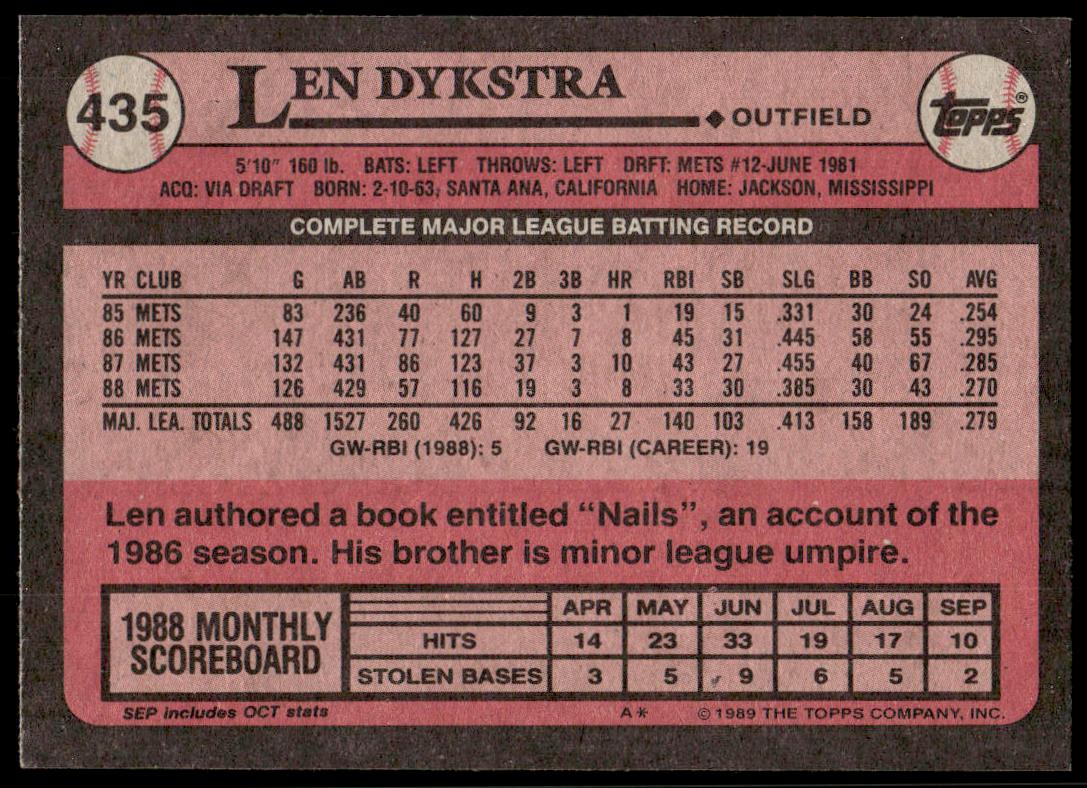 435
LEN DYKSTRA
◆ OUTFIELD
TOPPS®
5'10" 160 lb. BATS: LEFT THROWS: LEFT DRFT: METS #12-JUNE 1981
ACQ: VIA DRAFT BORN: 2-10-63, SANTA ANA, CALIFORNIA HOME: JACKSON, MISSISSIPPI
COMPLETE MAJOR LEAGUE BATTING RECORD
YR CLUB G AB R H 2B 3B HR RBI SB SLG BB SO AVG
85 METS 83 236 40 60 9 3 1 19 15 .331 30 24 .254
86 METS 147 431 77 127 27 7 8 45 31 .445 58 55 .295
87 METS 132 431 86 123 37 3 10 43 27 .455 40 67 .285
88 METS 126 429 57 116 19 3 8 33 30 .385 30 43 .270
MAJ. LEA. TOTALS 488 1527 260 426 92 16 27 140 103 .413 158 189 .279
GW-RBI (1988): 5 GW-RBI (CAREER): 19
Len authored a book entitled “Nails”, an account of the
1986 season. His brother is minor league umpire.
1988 MONTHLY
SCOREBOARD
APR MAY JUN JUL AUG SEP
HITS 14 23 33 19 17 10
STOLEN BASES 3 5 9 6 5 2
SEP includes OCT stats
A* © 1989 THE TOPPS COMPANY, INC.